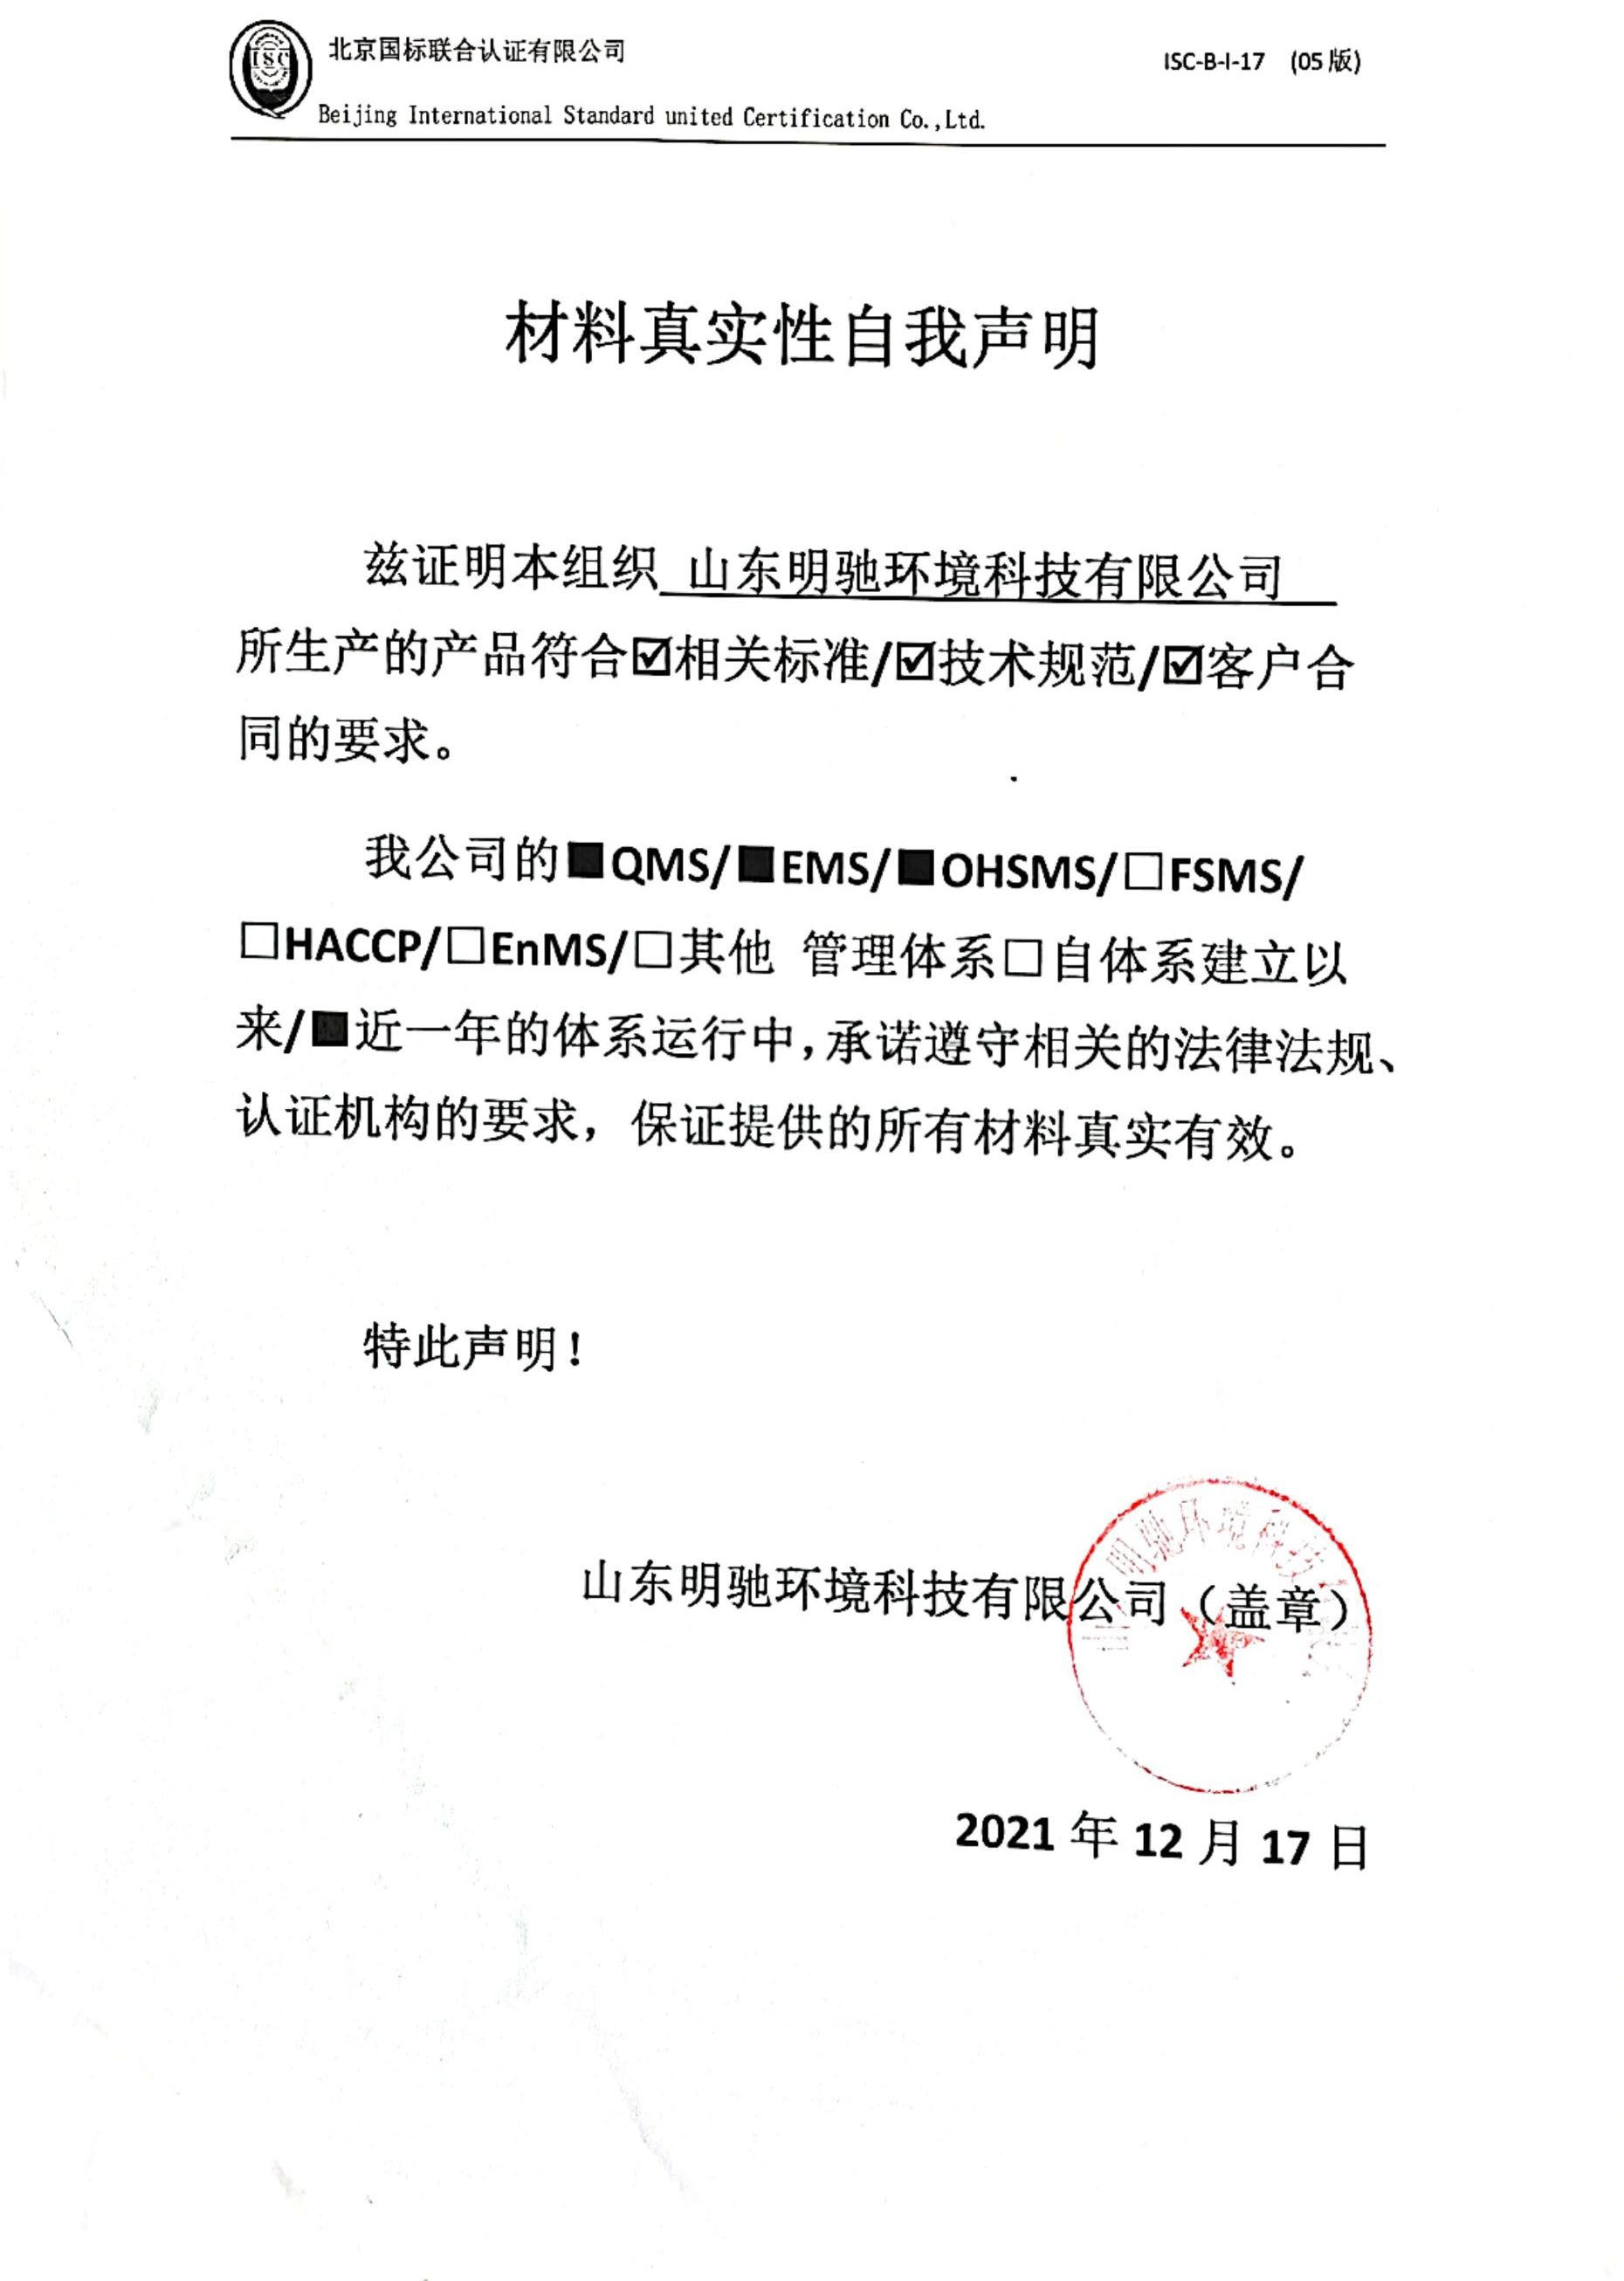 ISC
北京国标联合认证有限公司
ISC-B-I-17 (05版)
Beijing International Standard united Certification Co.,Ltd.
材料真实性自我声明
兹证明本组织 山东明驰环境科技有限公司
所生产的产品符合☑相关标准/☑技术规范/☑客户合
同的要求。
我公司的■QMS/■EMS/■OHSMS/□FSMS/
□HACCP/□EnMS/□其他 管理体系□自体系建立以
来/■近一年的体系运行中，承诺遵守相关的法律法规、
认证机构的要求，保证提供的所有材料真实有效。
特此声明！
山东明驰环境科技有限公司（盖章）
2021 年 12 月 17 日